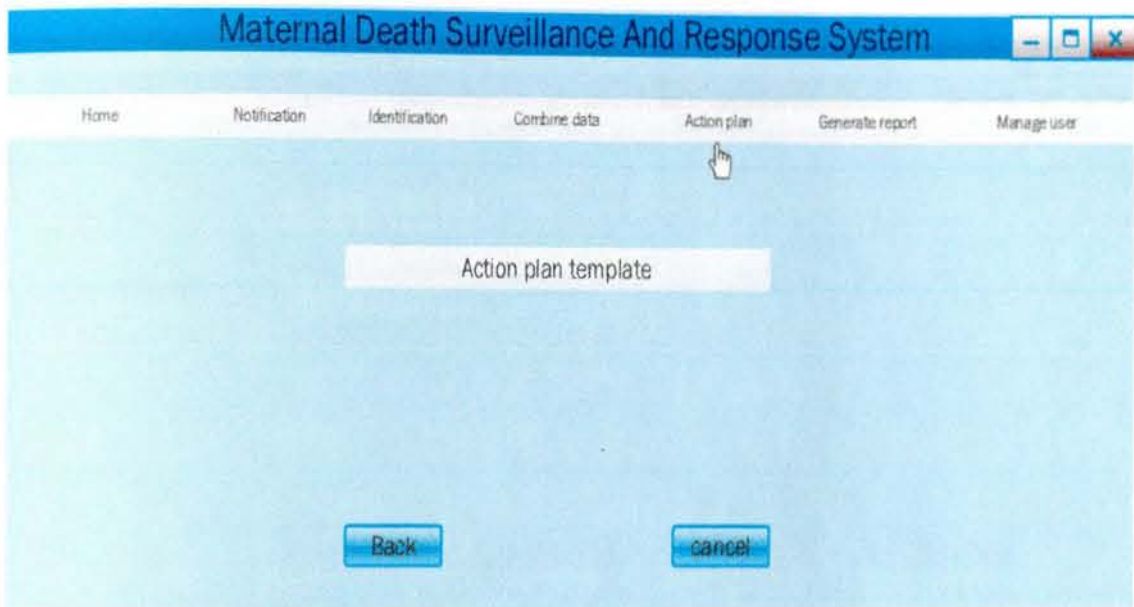 Maternal Death Surveillance And Response System
Home Notification Identification Combine data Action plan Generate report Manage user
Action plan template
Back cancel